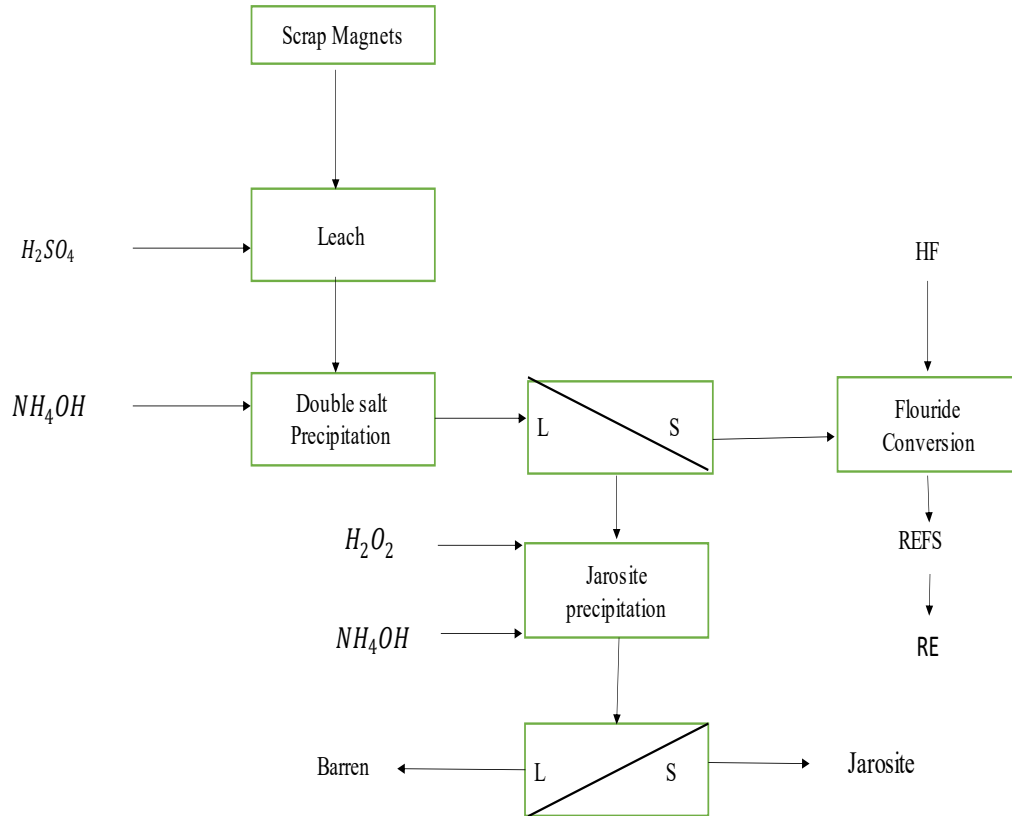 Scrap Magnets
Leach
H₂SO₄
HF
NH₄OH
Double salt
Precipitation
L
S
Flouride
Conversion
H₂O₂
REFS
Jarosite
precipitation
NH₄OH
RE
Barren
L
S
Jarosite